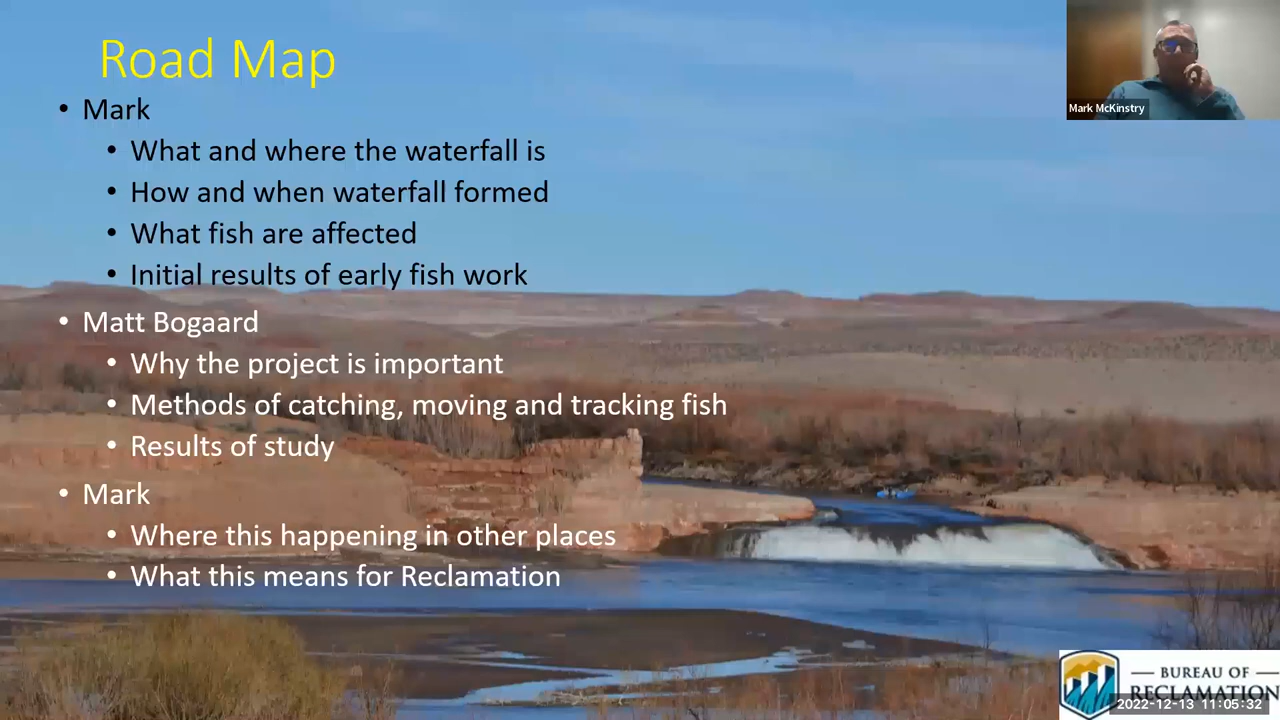 Road Map
Mark McKinstry
• Mark
• What and where the waterfall is
• How and when waterfall formed
• What fish are affected
• Initial results of early fish work
• Matt Bogaard
• Why the project is important
• Methods of catching, moving and tracking fish
• Results of study
• Mark
• Where this happening in other places
• What this means for Reclamation
BUREAU OF
RECLAMATION
2022-12-13 11:05:32